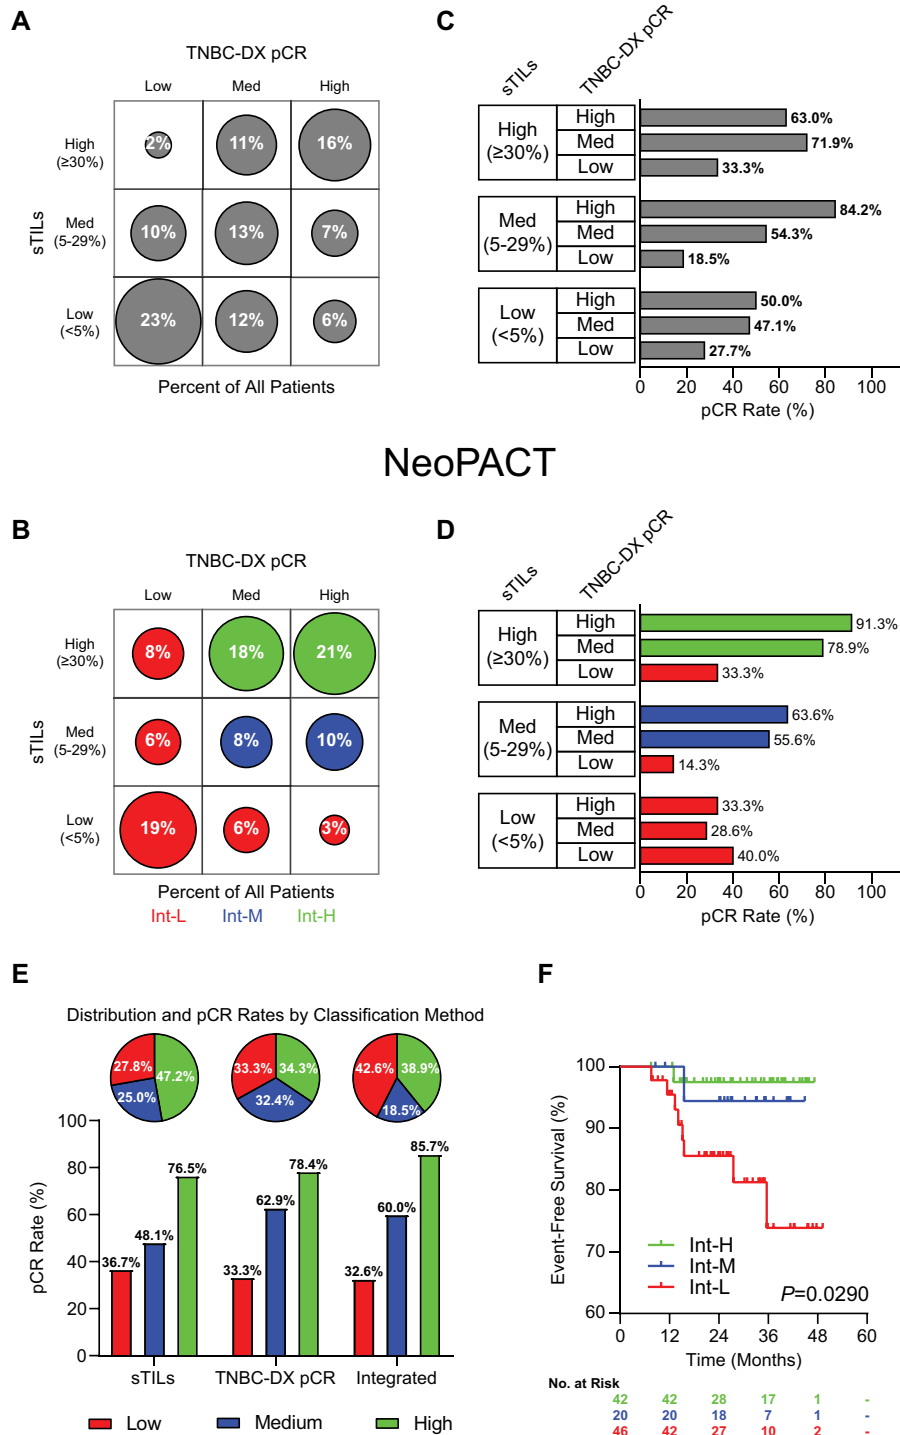 A
TNBC-DX pCR
Low Med High
sTILs
High (≥30%)
2% 11% 16%
Med (5-29%)
10% 13% 7%
Low (<5%)
23% 12% 6%
Percent of All Patients
C
sTILs TNBC-DX pCR
High (≥30%)
High 63.0%
Med 71.9%
Low 33.3%
Med (5-29%)
High 84.2%
Med 54.3%
Low 18.5%
Low (<5%)
High 50.0%
Med 47.1%
Low 27.7%
0 20 40 60 80 100
pCR Rate (%)
NeoPACT
B
TNBC-DX pCR
Low Med High
sTILs
High (≥30%)
8% 18% 21%
Med (5-29%)
6% 8% 10%
Low (<5%)
19% 6% 3%
Percent of All Patients
Int-L Int-M Int-H
D
sTILs TNBC-DX pCR
High (≥30%)
High 91.3%
Med 78.9%
Low 33.3%
Med (5-29%)
High 63.6%
Med 55.6%
Low 14.3%
Low (<5%)
High 33.3%
Med 28.6%
Low 40.0%
0 20 40 60 80 100
pCR Rate (%)
E
Distribution and pCR Rates by Classification Method
27.8% 47.2% 25.0%
33.3% 34.3% 32.4%
42.6% 38.9% 18.5%
pCR Rate (%)
100
80
60
40
20
0
36.7% 48.1% 76.5%
33.3% 62.9% 78.4%
32.6% 60.0% 85.7%
sTILs TNBC-DX pCR Integrated
Low Medium High
F
Event-Free Survival (%)
100
90
80
70
60
Int-H
Int-M
Int-L
P=0.0290
0 12 24 36 48 60
Time (Months)
No. at Risk
42 42 28 17 1 -
20 20 18 7 1 -
46 42 27 10 2 -